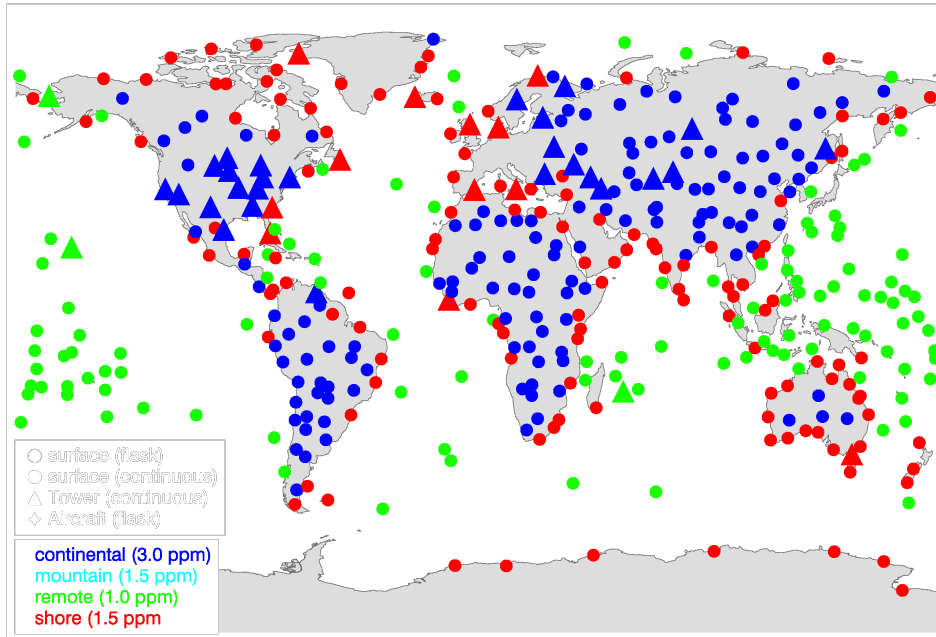 surface (flask)
surface (continuous)
Tower (continuous)
Aircraft (flask)
continental (3.0 ppm)
mountain (1.5 ppm)
remote (1.0 ppm)
shore (1.5 ppm